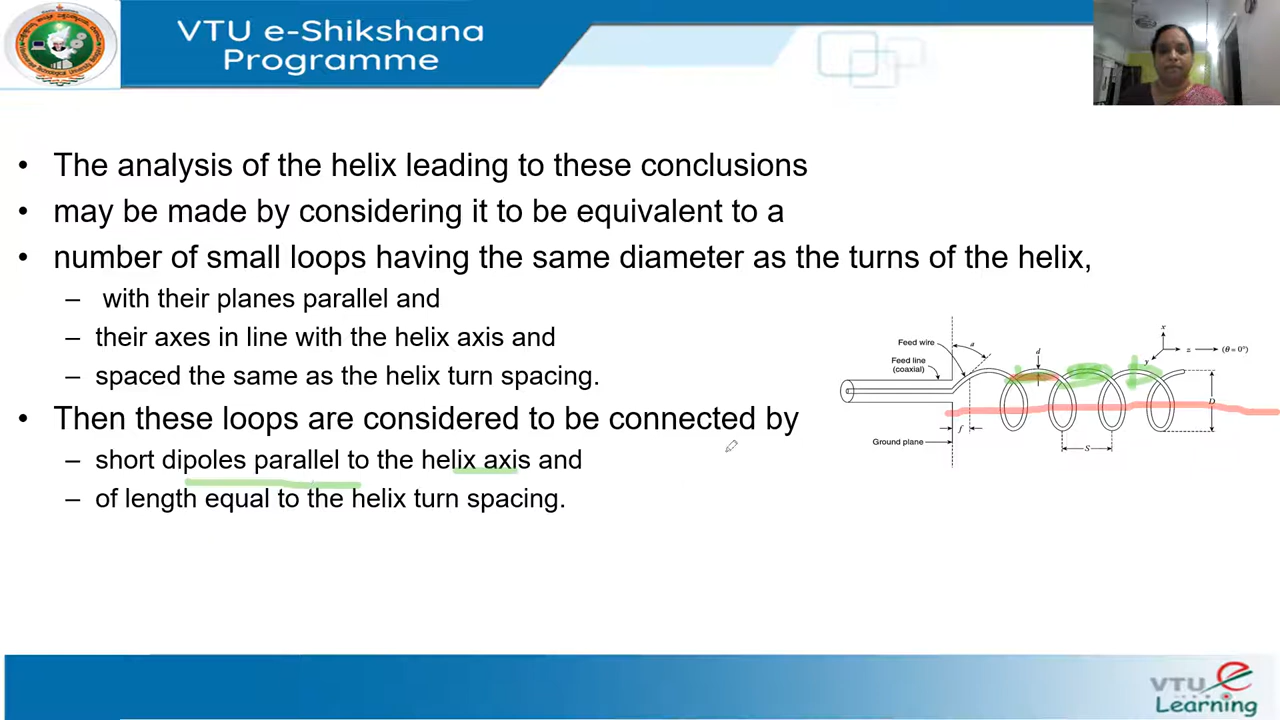 VTU e-Shikshana
Programme
• The analysis of the helix leading to these conclusions
• may be made by considering it to be equivalent to a
• number of small loops having the same diameter as the turns of the helix,
– with their planes parallel and
– their axes in line with the helix axis and
– spaced the same as the helix turn spacing.
• Then these loops are considered to be connected by
– short dipoles parallel to the helix axis and
– of length equal to the helix turn spacing.
Feed wire
Feed line
(coaxial)
Ground plane
α
d
f
S
D
x
y
z
(θ = 0°)
VTU e
Learning